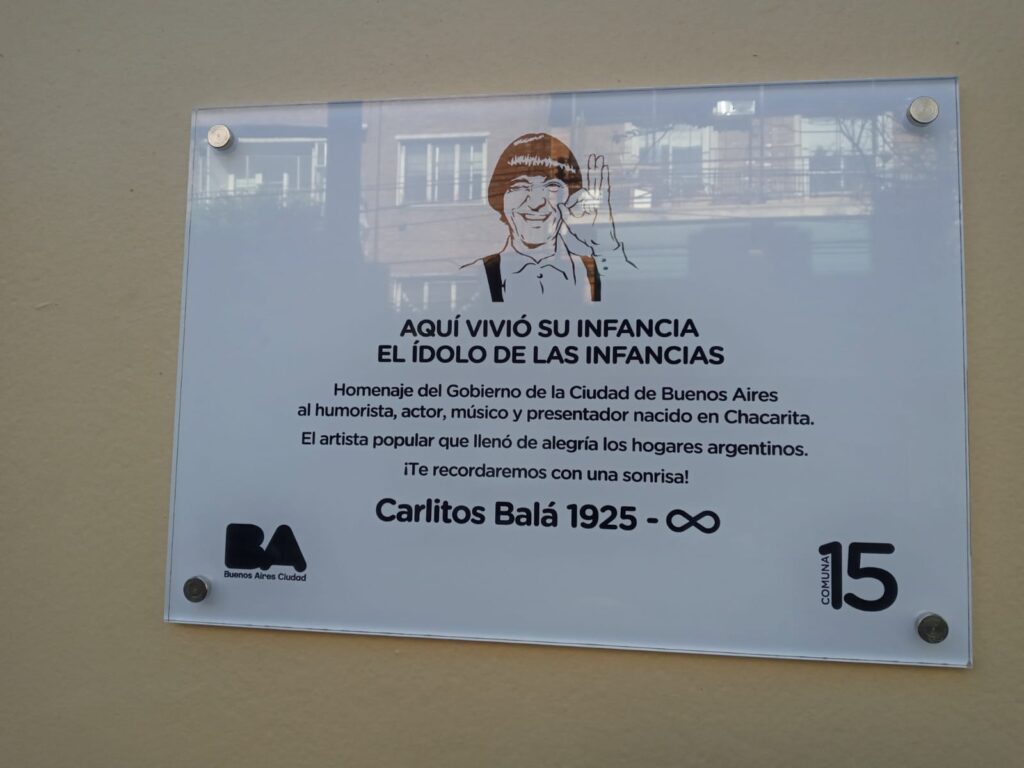 AQUÍ VIVIÓ SU INFANCIA
EL ÍDOLO DE LAS INFANCIAS
Homenaje del Gobierno de la Ciudad de Buenos Aires
al humorista, actor, músico y presentador nacido en Chacarita.
El artista popular que llenó de alegría los hogares argentinos.
¡Te recordaremos con una sonrisa!
Carlitos Balá 1925 - ∞
BA
Buenos Aires Ciudad
COMUNA 15